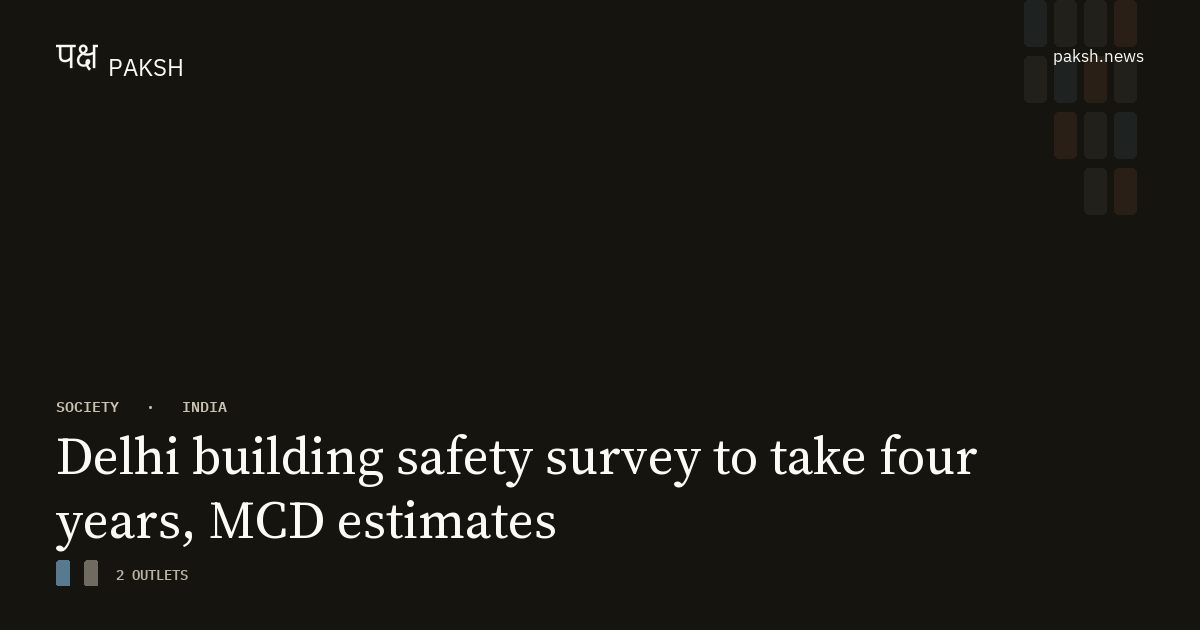 पक्ष PAKSH
paksh.news
SOCIETY · INDIA
Delhi building safety survey to take four
years, MCD estimates
2 OUTLETS